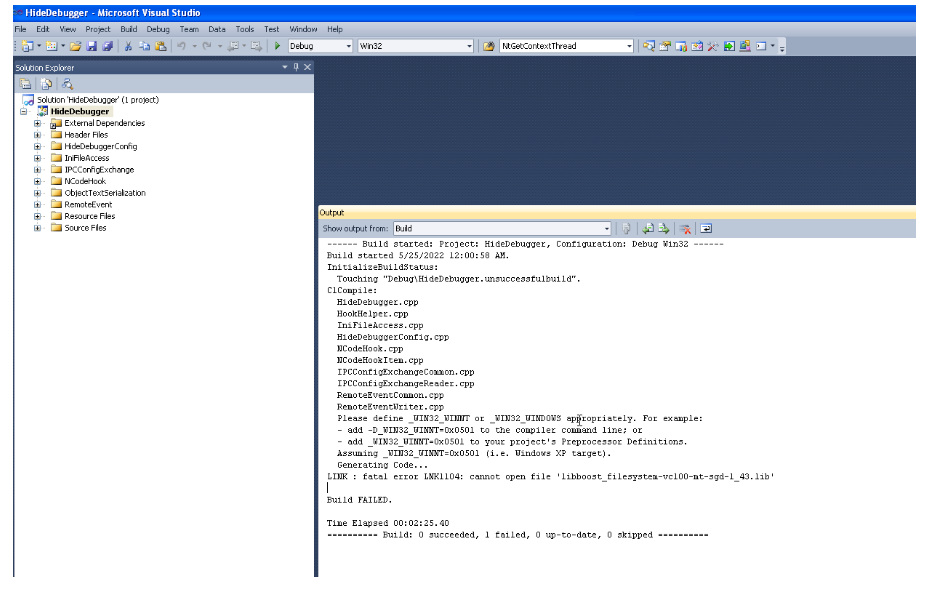 HideDebugger - Microsoft Visual Studio
File Edit View Project Build Debug Team Data Tools Test Window Help
Debug Win32 NtGetContextThread
Solution Explorer
Solution 'HideDebugger' (1 project)
HideDebugger
External Dependencies
Header Files
HideDebuggerConfig
IniFileAccess
IPCConfigExchange
NCodeHook
ObjectTextSerialization
RemoteEvent
Resource Files
Source Files
Output
Show output from: Build
------ Build started: Project: HideDebugger, Configuration: Debug Win32 ------
Build started 5/25/2022 12:00:58 AM.
InitializeBuildStatus:
Touching "Debug\HideDebugger.unsuccessfulbuild".
ClCompile:
HideDebugger.cpp
HookHelper.cpp
IniFileAccess.cpp
HideDebuggerConfig.cpp
NCodeHook.cpp
NCodeHookItem.cpp
IPCConfigExchangeCommon.cpp
IPCConfigExchangeReader.cpp
RemoteEventCommon.cpp
RemoteEventWriter.cpp
Please define _WIN32_WINNT or _WIN32_WINDOWS appropriately. For example:
- add -D_WIN32_WINNT=0x0501 to the compiler command line; or
- add _WIN32_WINNT=0x0501 to your project's Preprocessor Definitions.
Assuming _WIN32_WINNT=0x0501 (i.e. Windows XP target).
Generating Code...
LINK : fatal error LNK1104: cannot open file 'libboost_filesystem-vc100-mt-sgd-1_43.lib'
Build FAILED.
Time Elapsed 00:02:25.40
========== Build: 0 succeeded, 1 failed, 0 up-to-date, 0 skipped ==========